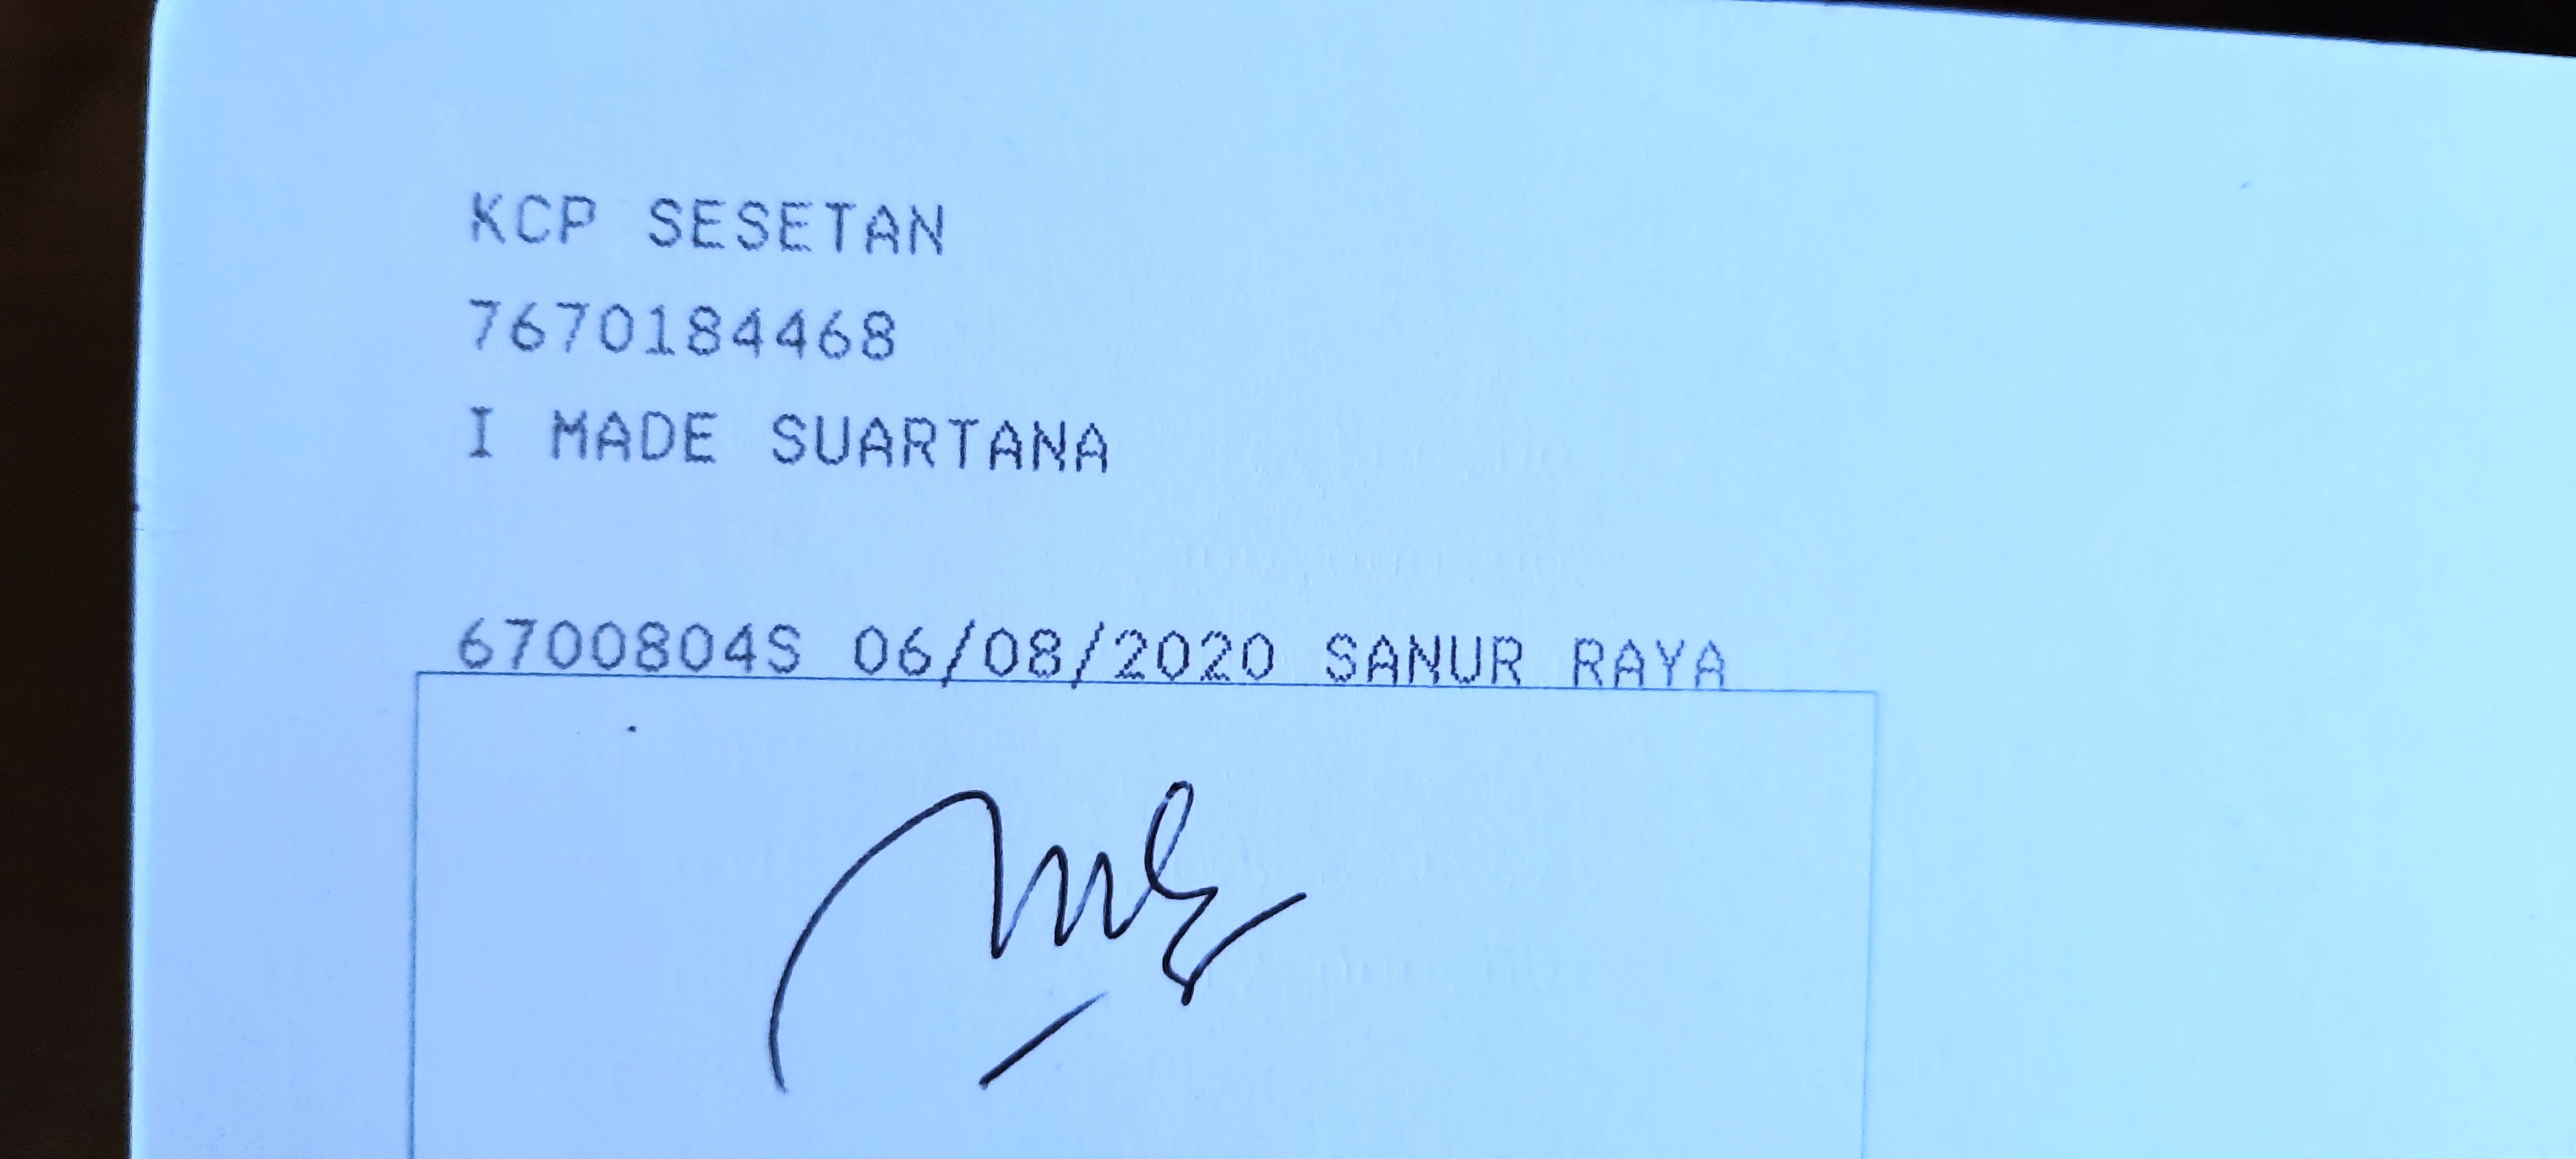 KCP SESETAN
7670184468
I MADE SUARTANA
6700804S 06/08/2020 SANUR RAYA